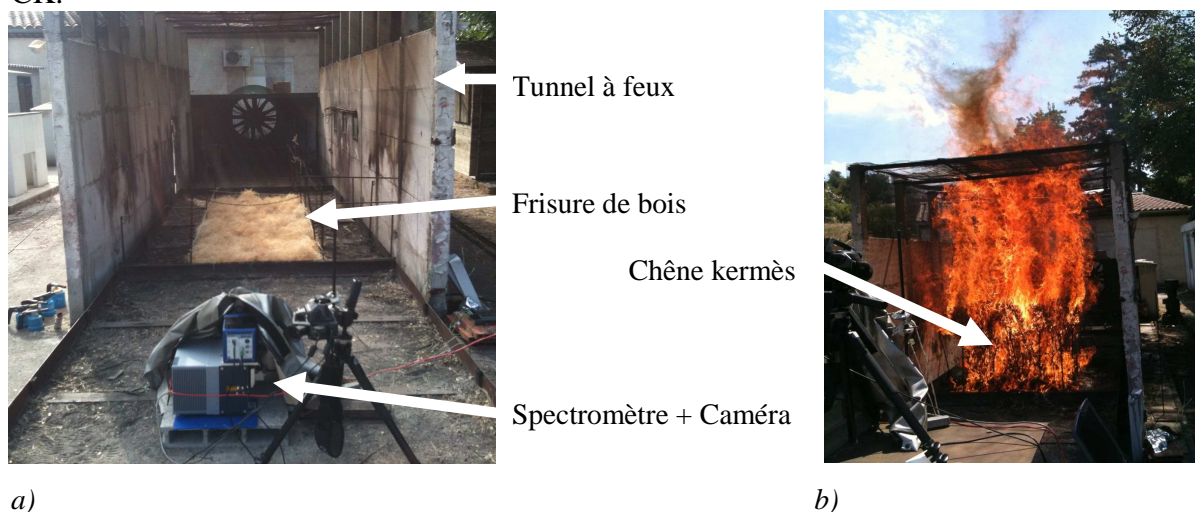 Tunnel à feux
Frisure de bois
Chêne kermès
Spectromètre + Caméra
a)
b)